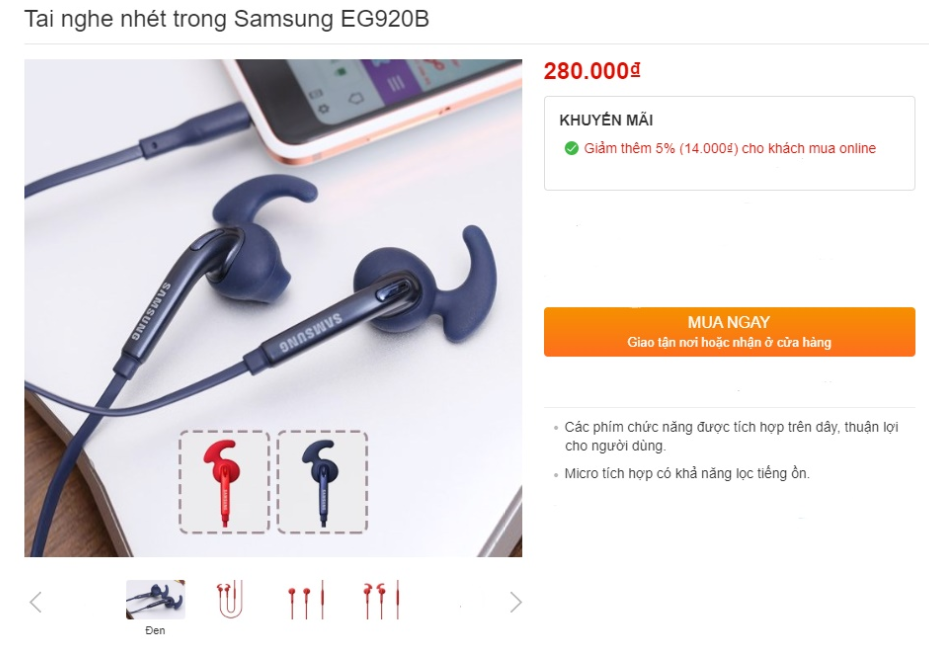 Tai nghe nhét trong Samsung EG920B
280.000₫
KHUYẾN MÃI
Giảm thêm 5% (14.000₫) cho khách mua online
SAMSUNG
SAMSUNG
MUA NGAY
Giao tận nơi hoặc nhận ở cửa hàng
Các phím chức năng được tích hợp trên dây, thuận lợi
cho người dùng.
Micro tích hợp có khả năng lọc tiếng ồn.
SAMSUNG
SAMSUNG
Đen